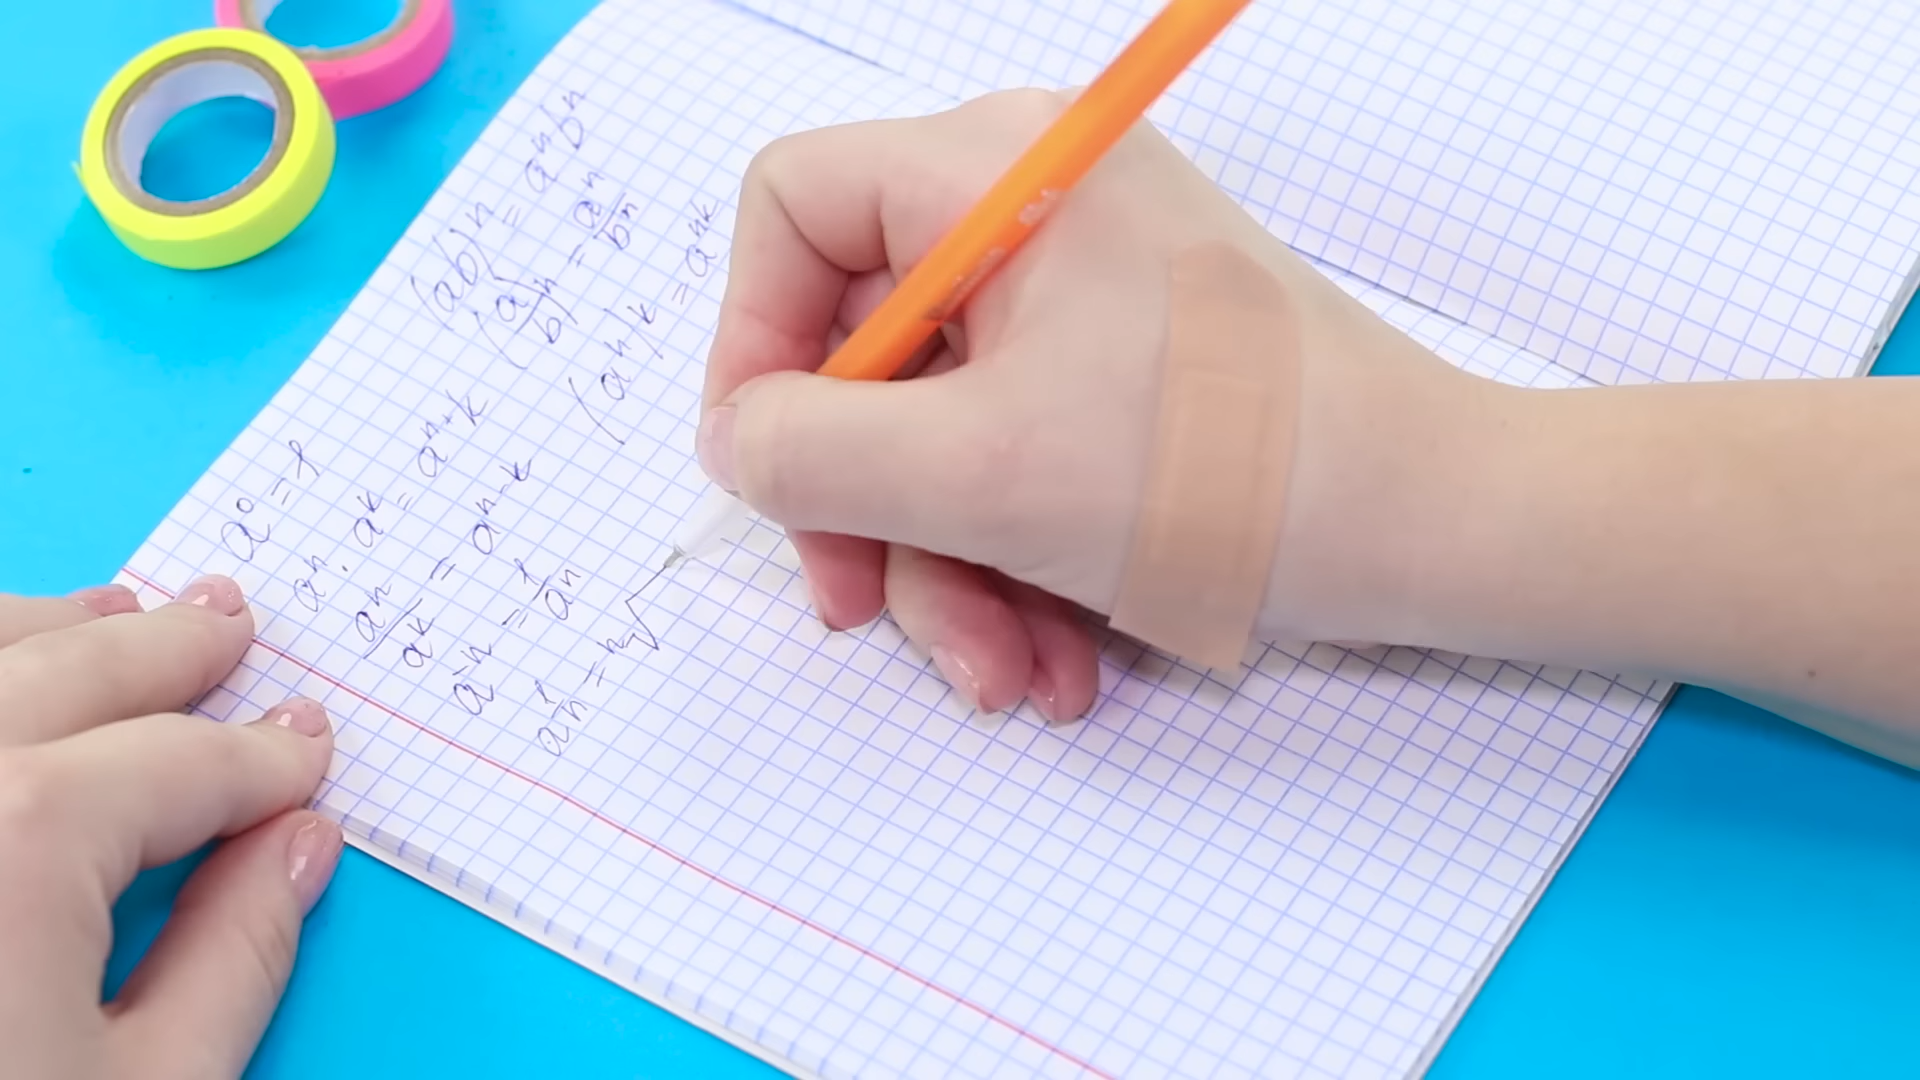 a⁰ = 1
aⁿ · aᵏ = aⁿ⁺ᵏ
aⁿ/aᵏ = aⁿ⁻ᵏ
a⁻ⁿ = 1/aⁿ
a^(1/n) = ⁿ√
(ab)ⁿ = aⁿbⁿ
(a/b)ⁿ = aⁿ/bⁿ
(aⁿ)ᵏ = aⁿᵏ